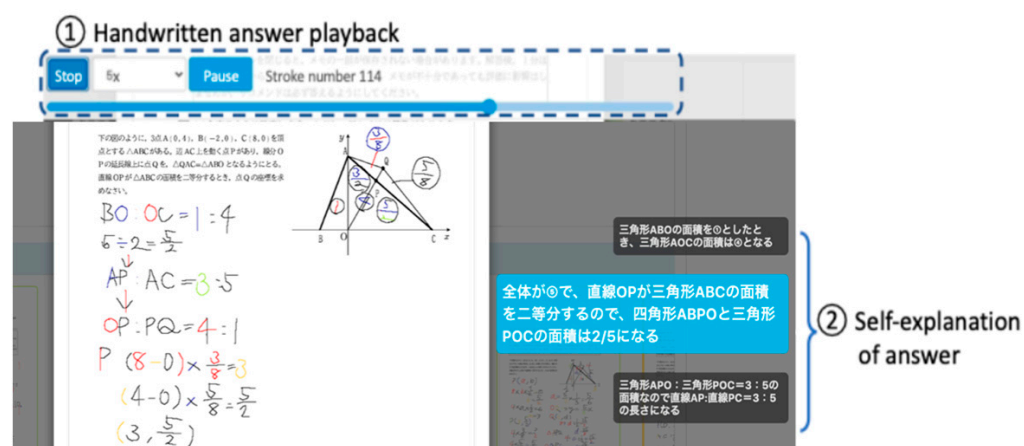 ① Handwritten answer playback
Stop 5x Pause Stroke number 114
下の図のように、3点A(0,4)、B(-2,0)、C(8,0)を頂
点とする△ABCがある。辺AC上を動く点Pがあり、線分O
Pの延長線上に点Qを、△QAC=△ABOとなるようにとる。
直線OPが△ABCの面積を二等分するとき、点Qの座標を求
めなさい。
BO:OC=1:4
5÷2=5/2
↓
AP:AC=3:5
↓
OP:PQ=4:1
P (8-0)×3/8=3
(4-0)×5/8=5/2
(3, 5/2)
y
3/8
A
Q
3/2
5/8
P
1
4
B
O
C
x
三角形ABOの面積を①としたと
き、三角形AOCの面積は④となる
全体が⑤で、直線OPが三角形ABCの面積
を二等分するので、四角形ABPOと三角形
POCの面積は2/5になる
三角形APO：三角形POC=3：5の
面積なので直線AP:直線PC=3：5
の長さになる
② Self-explanation
of answer